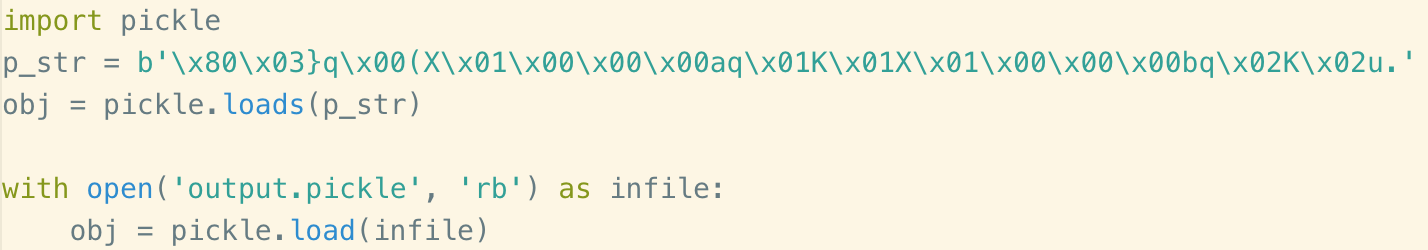 import pickle
p_str = b'\x80\x03}q\x00(X\x01\x00\x00\x00aq\x01K\x01X\x01\x00\x00\x00bq\x02K\x02u.'
obj = pickle.loads(p_str)

with open('output.pickle', 'rb') as infile:
    obj = pickle.load(infile)